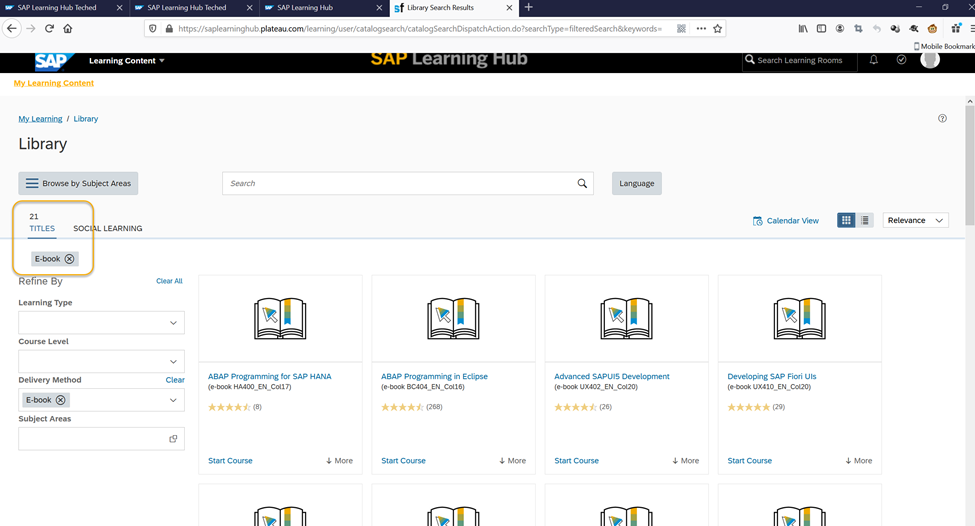 SAP Learning Hub Teched
SAP Learning Hub Teched
SAP Learning Hub
Library Search Results
https://saplearninghub.plateau.com/learning/user/catalogsearch/catalogSearchDispatchAction.do?searchType=filteredSearch&keywords=
Mobile Bookmark
SAP
Learning Content
SAP Learning Hub
Search Learning Rooms
My Learning Content
My Learning / Library
Library
Browse by Subject Areas
Search
Language
21
TITLES
SOCIAL LEARNING
Calendar View
Relevance
E-book
Refine By
Clear All
Learning Type
Course Level
Delivery Method
Clear
E-book
Subject Areas
ABAP Programming for SAP HANA
(e-book HA400_EN_Col17)
(8)
Start Course
More
ABAP Programming in Eclipse
(e-book BC404_EN_Col16)
(268)
Start Course
More
Advanced SAPUI5 Development
(e-book UX402_EN_Col20)
(26)
Start Course
More
Developing SAP Fiori UIs
(e-book UX410_EN_Col20)
(29)
Start Course
More